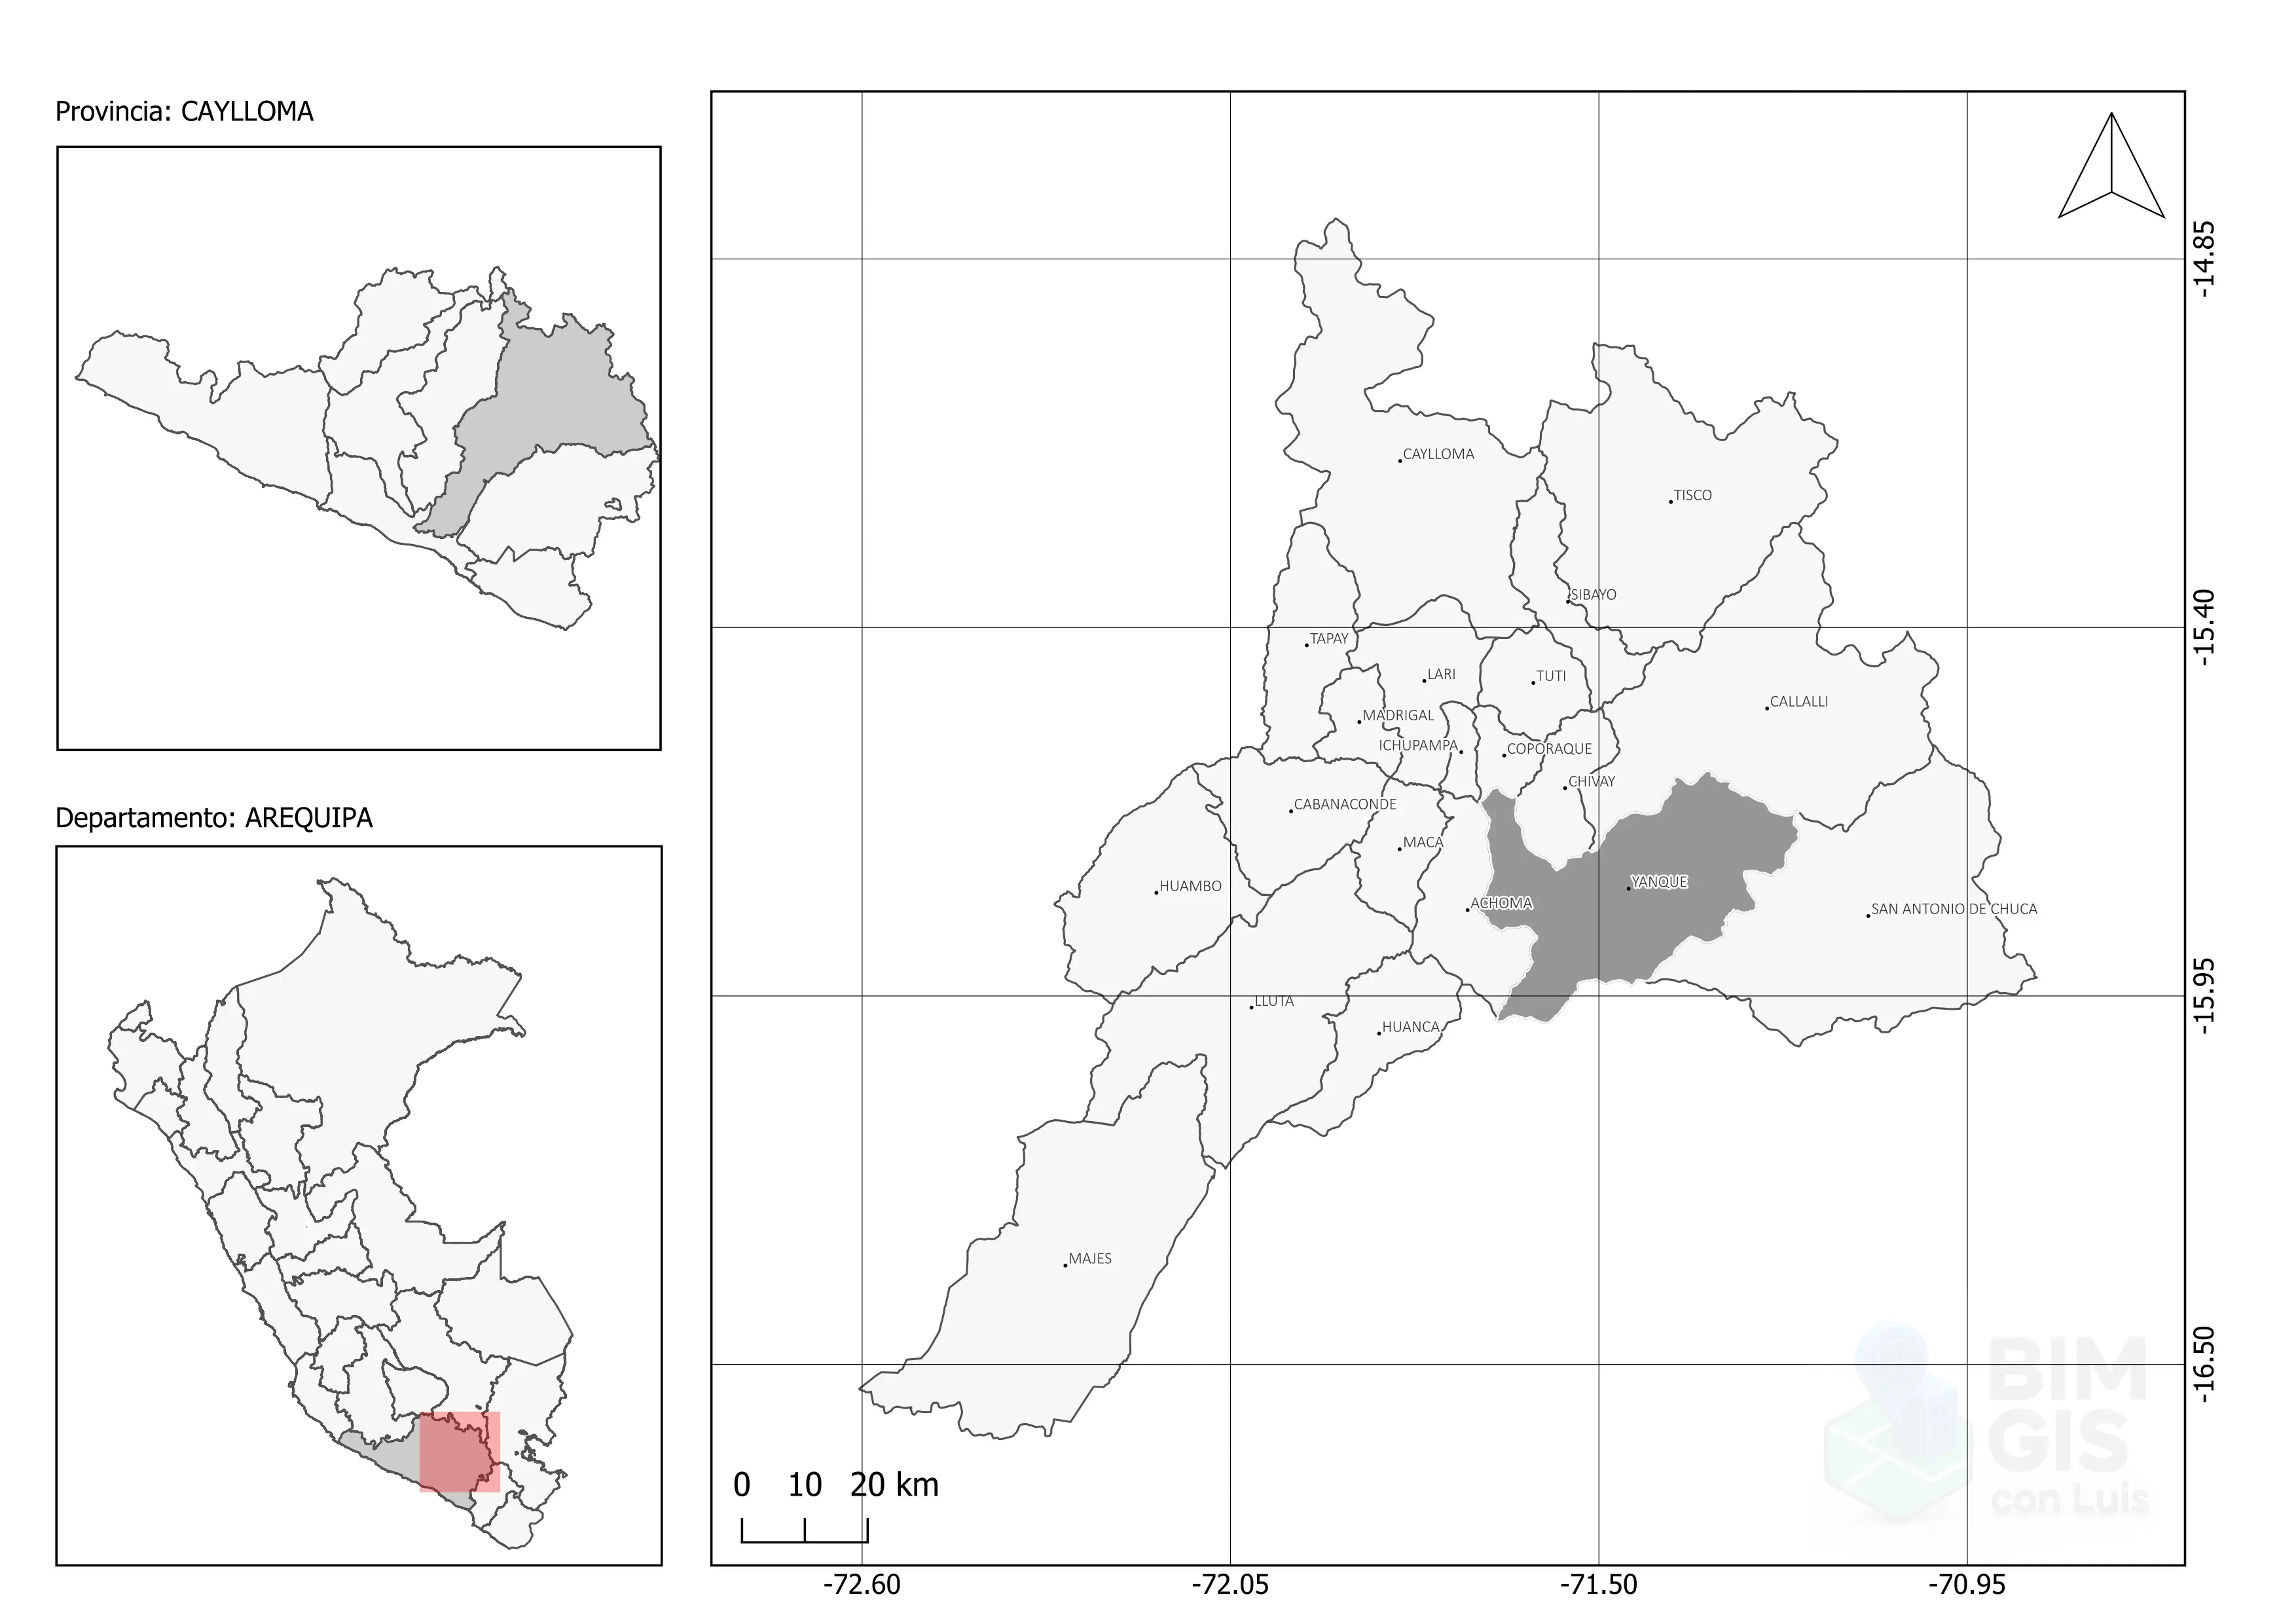 Provincia: CAYLLOMA
Departamento: AREQUIPA
CAYLLOMA
TISCO
SIBAYO
TAPAY
LARI
TUTI
CALLALLI
MADRIGAL
ICHUPAMPA
COPORAQUE
CHIVAY
CABANACONDE
MACA
HUAMBO
YANQUE
ACHOMA
SAN ANTONIO DE CHUCA
LLUTA
HUANCA
MAJES
0 10 20 km
-14.85
-15.40
-15.95
-16.50
-72.60
-72.05
-71.50
-70.95
BIM
GIS
con Luis